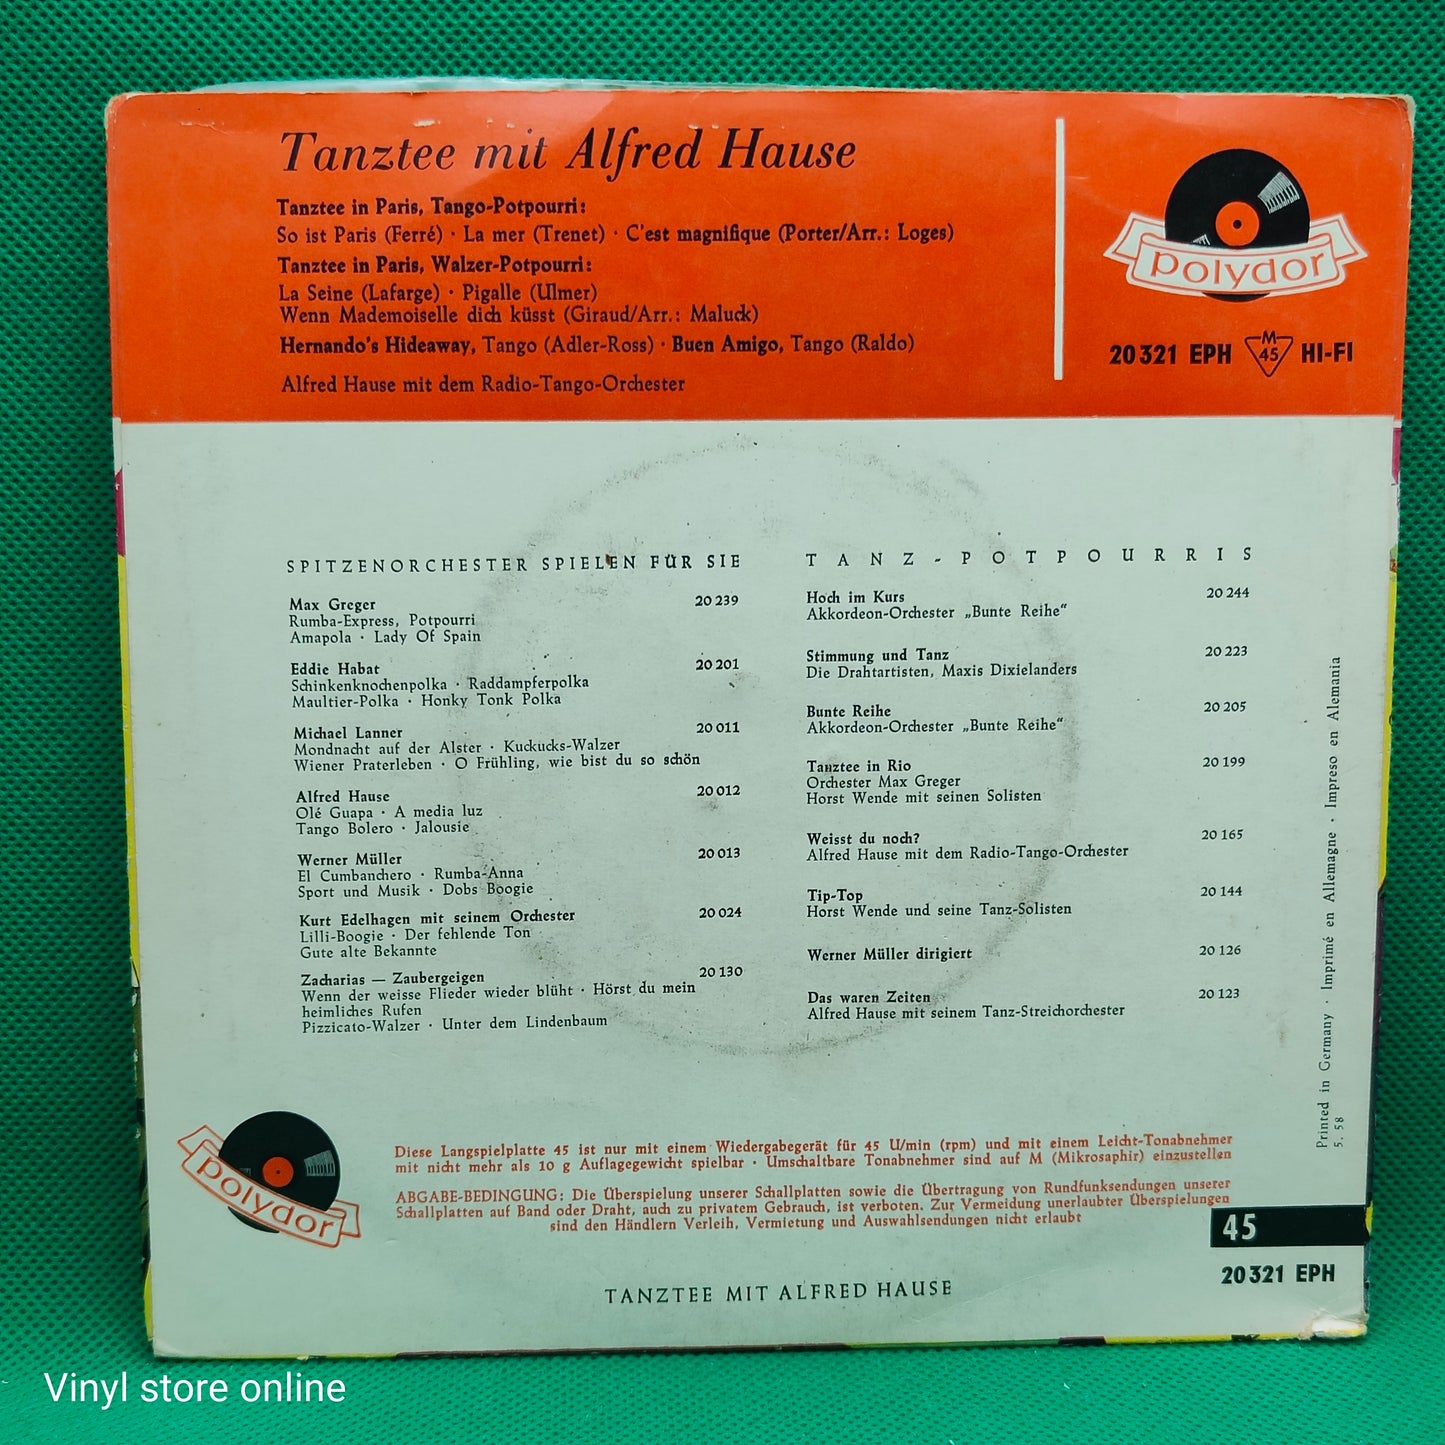 Tanztee mit Alfred Hause
Tanztee in Paris, Tango-Potpourri:
So ist Paris (Ferré) · La mer (Trenet) · C'est magnifique (Porter/Arr.: Loges)
Tanztee in Paris, Walzer-Potpourri:
La Seine (Lafarge) · Pigalle (Ulmer)
Wenn Mademoiselle dich küsst (Giraud/Arr.: Maluck)
Hernando's Hideaway, Tango (Adler-Ross) · Buen Amigo, Tango (Raldo)
Alfred Hause mit dem Radio-Tango-Orchester
polydor
20 321 EPH M 45 HI-FI
SPITZENORCHESTER SPIELEN FÜR SIE
Max Greger 20 239
Rumba-Express, Potpourri
Amapola · Lady Of Spain
Eddie Habat 20 201
Schinkenknochenpolka · Raddampferpolka
Maultier-Polka · Honky Tonk Polka
Michael Lanner 20 011
Mondnacht auf der Alster · Kuckucks-Walzer
Wiener Praterleben · O Frühling, wie bist du so schön
Alfred Hause 20 012
Olé Guapa · A media luz
Tango Bolero · Jalousie
Werner Müller 20 013
El Cumbanchero · Rumba-Anna
Sport und Musik · Dobs Boogie
Kurt Edelhagen mit seinem Orchester 20 024
Lilli-Boogie · Der fehlende Ton
Gute alte Bekannte
Zacharias — Zaubergeigen 20 130
Wenn der weisse Flieder wieder blüht · Hörst du mein
heimliches Rufen
Pizzicato-Walzer · Unter dem Lindenbaum
TANZ-POTPOURRIS
Hoch im Kurs 20 244
Akkordeon-Orchester „Bunte Reihe“
Stimmung und Tanz 20 223
Die Drahtartisten, Maxis Dixielanders
Bunte Reihe 20 205
Akkordeon-Orchester „Bunte Reihe“
Tanztee in Rio 20 199
Orchester Max Greger
Horst Wende mit seinen Solisten
Weisst du noch? 20 165
Alfred Hause mit dem Radio-Tango-Orchester
Tip-Top 20 144
Horst Wende und seine Tanz-Solisten
Werner Müller dirigiert 20 126
Das waren Zeiten 20 123
Alfred Hause mit seinem Tanz-Streichorchester
Printed in Germany · Imprimé en Allemagne · Impreso en Alemania
5. 58
polydor
Diese Langspielplatte 45 ist nur mit einem Wiedergabegerät für 45 U/min (rpm) und mit einem Leicht-Tonabnehmer
mit nicht mehr als 10 g Auflagegewicht spielbar · Umschaltbare Tonabnehmer sind auf M (Mikrosaphir) einzustellen
ABGABE-BEDINGUNG: Die Überspielung unserer Schallplatten sowie die Übertragung von Rundfunksendungen unserer
Schallplatten auf Band oder Draht, auch zu privatem Gebrauch, ist verboten. Zur Vermeidung unerlaubter Überspielungen
sind den Händlern Verleih, Vermietung und Auswahlsendungen nicht erlaubt
45
20 321 EPH
TANZTEE MIT ALFRED HAUSE
Vinyl store online